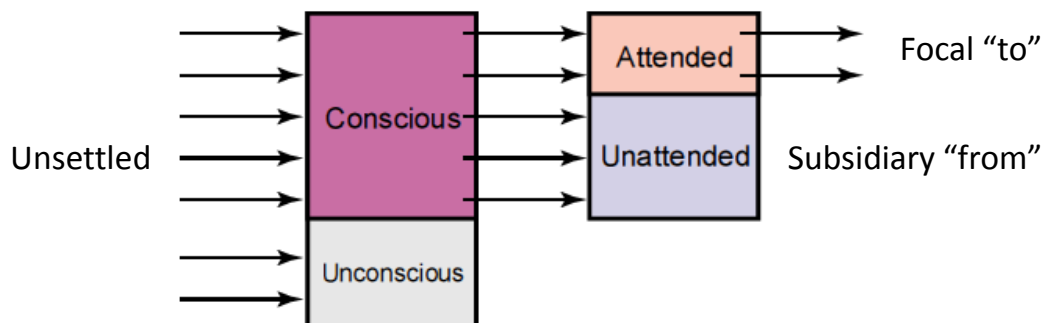 Unsettled
Conscious
Unconscious
Attended
Unattended
Focal “to”
Subsidiary “from”